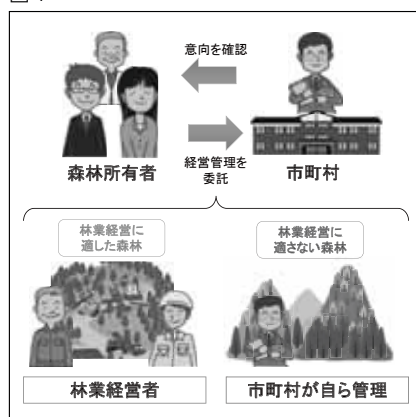 意向を確認
森林所有者
経営管理を
委託
市町村
林業経営に
適した森林
林業経営に
適さない森林
林業経営者
市町村が自ら管理